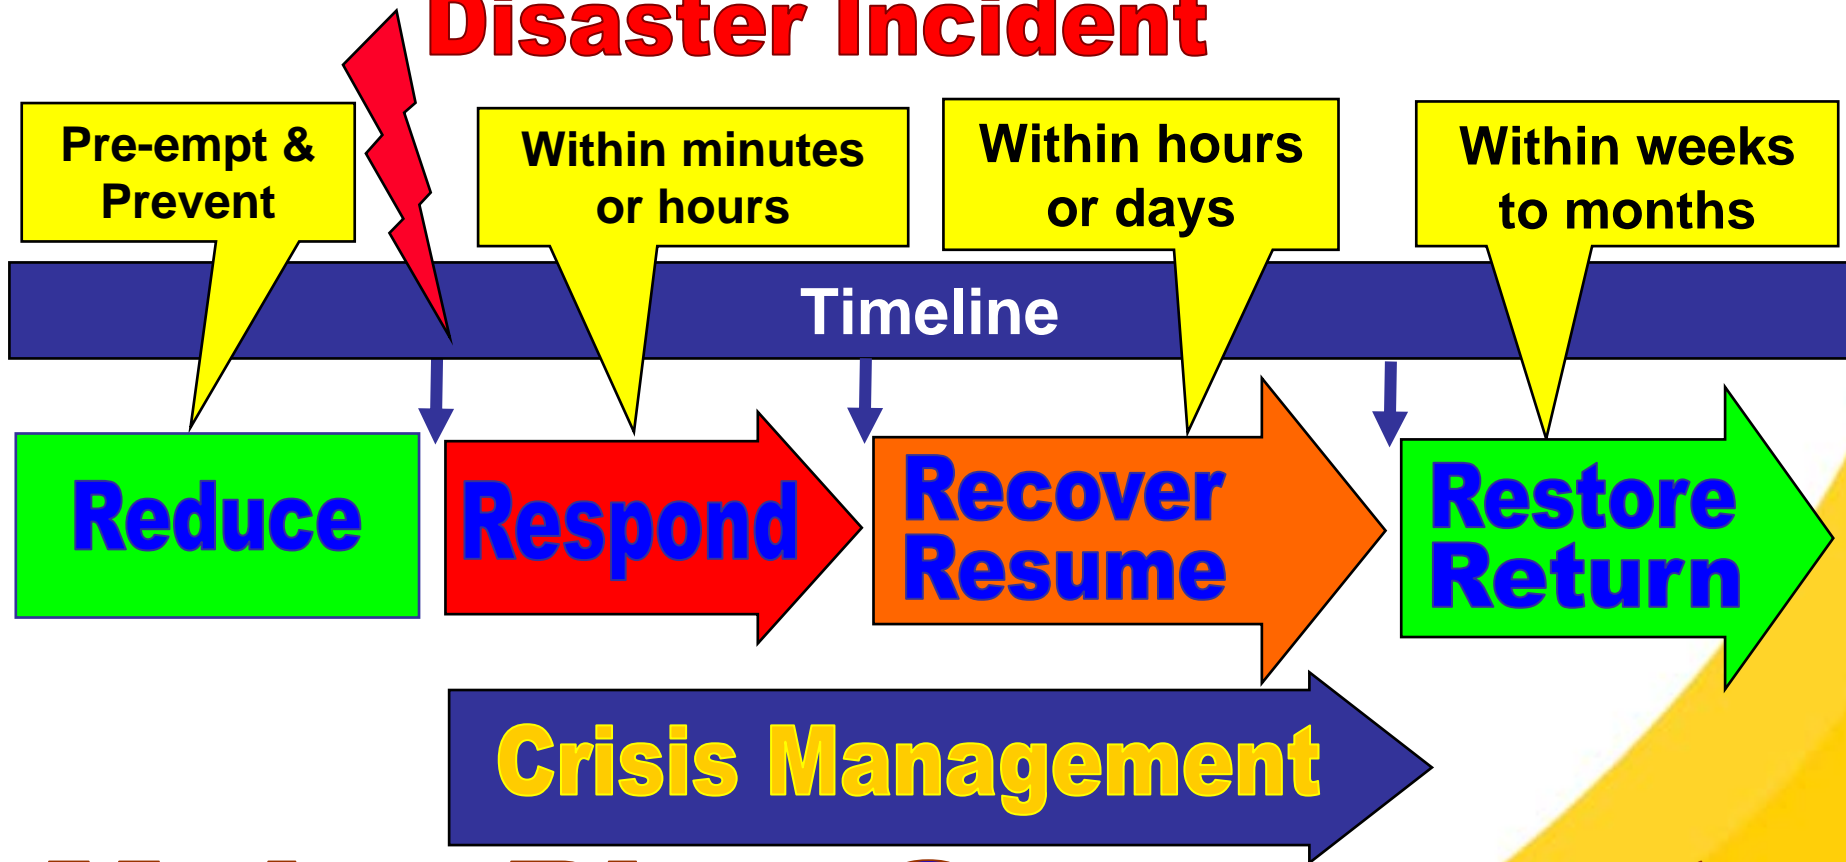 Disaster Incident
Pre-empt &
Prevent
Within minutes
or hours
Within hours
or days
Within weeks
to months
Timeline
Reduce
Respond
Recover
Resume
Restore
Return
Crisis Management